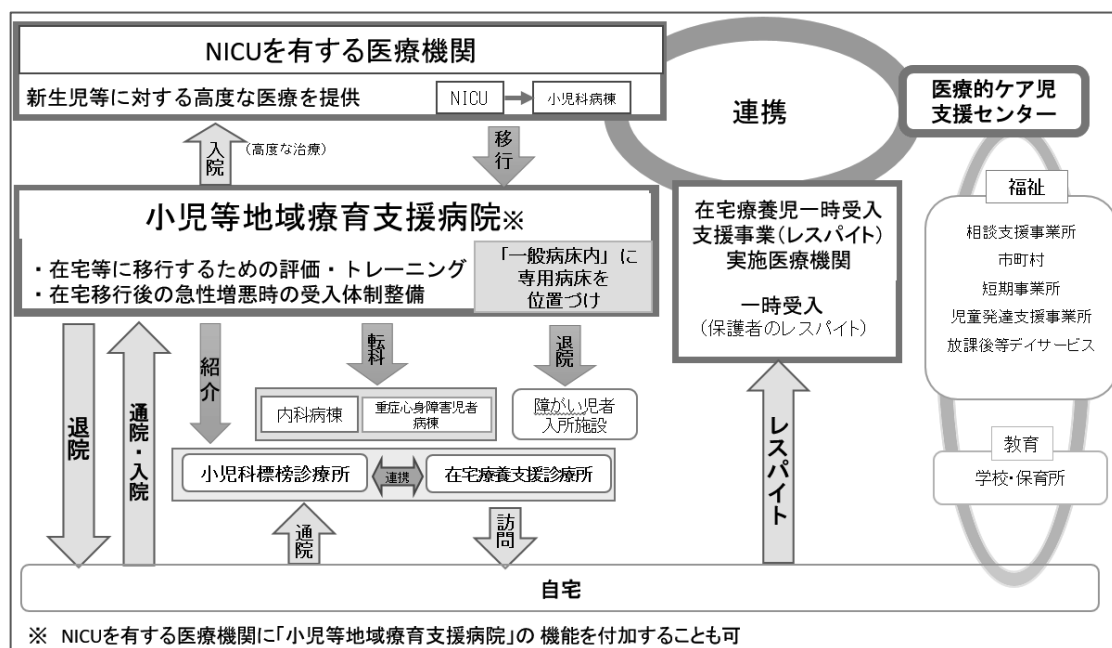 NICUを有する医療機関
新生児等に対する高度な医療を提供
NICU
小児科病棟
連携
医療的ケア児
支援センター
入院
(高度な治療)
移行
小児等地域療育支援病院※
・在宅等に移行するための評価・トレーニング
・在宅移行後の急性増悪時の受入体制整備
「一般病床内」に
専用病床を
位置づけ
在宅療養児一時受入
支援事業(レスパイト)
実施医療機関
一時受入
(保護者のレスパイト)
福祉
相談支援事業所
市町村
短期事業所
児童発達支援事業所
放課後等デイサービス
退院
通院・入院
紹介
転科
退院
内科病棟
重症心身障害児者
病棟
障がい児者
入所施設
小児科標榜診療所
連携
在宅療養支援診療所
通院
訪問
レスパイト
教育
学校・保育所
自宅
※ NICUを有する医療機関に「小児等地域療育支援病院」の 機能を付加することも可